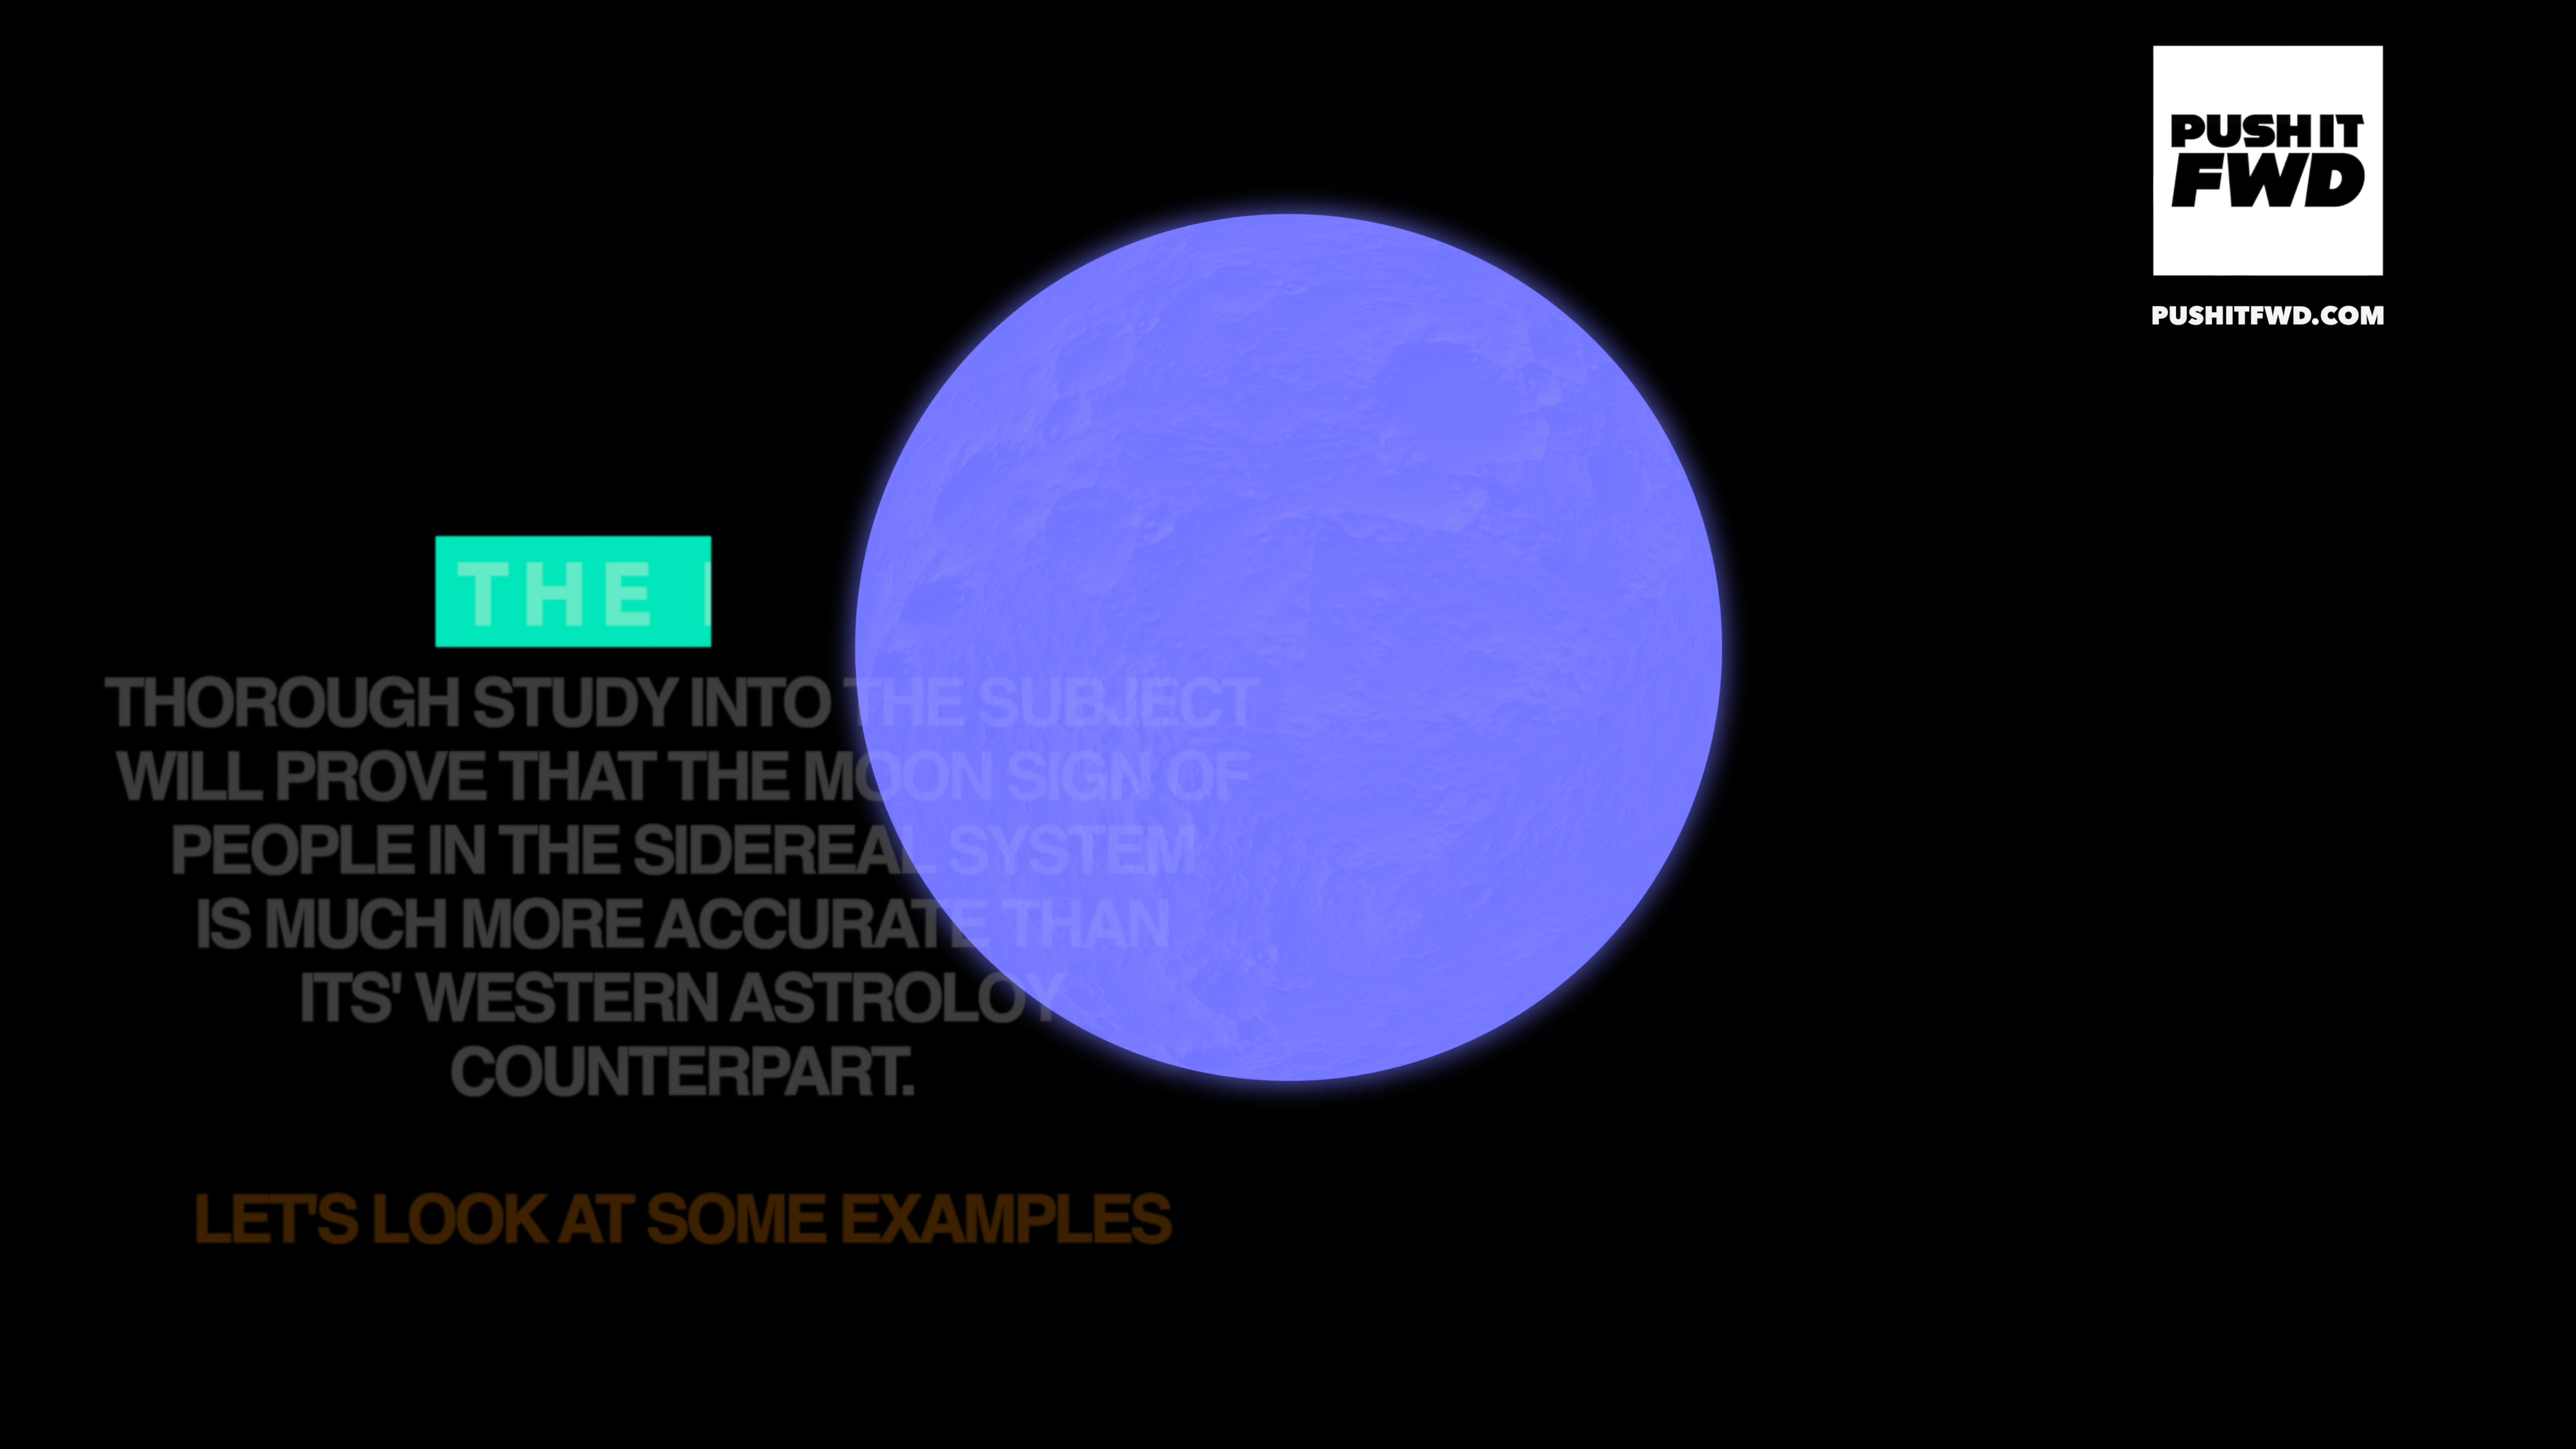 PUSH IT
FWD
PUSHITFWD.COM
THE
THOROUGH STUDY INTO THE SUBJECT
WILL PROVE THAT THE MOON SIGN OF
PEOPLE IN THE SIDEREAL SYSTEM
IS MUCH MORE ACCURATE THAN
ITS' WESTERN ASTROLOY
COUNTERPART.
LET'S LOOK AT SOME EXAMPLES